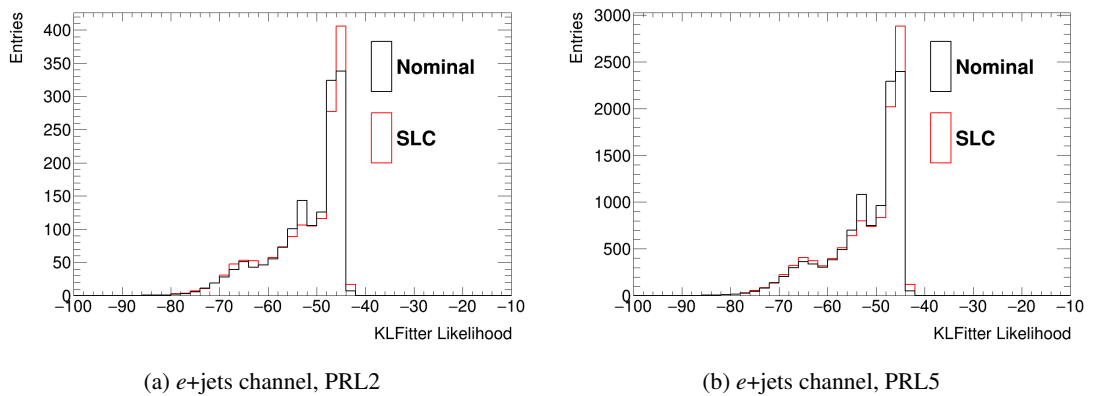 Entries
400
350
300
250
200
150
100
50
0
−100 −90 −80 −70 −60 −50 −40 −30 −20 −10
KLFitter Likelihood
Nominal
SLC
(a) e+jets channel, PRL2
Entries
3000
2500
2000
1500
1000
500
0
−100 −90 −80 −70 −60 −50 −40 −30 −20 −10
KLFitter Likelihood
Nominal
SLC
(b) e+jets channel, PRL5